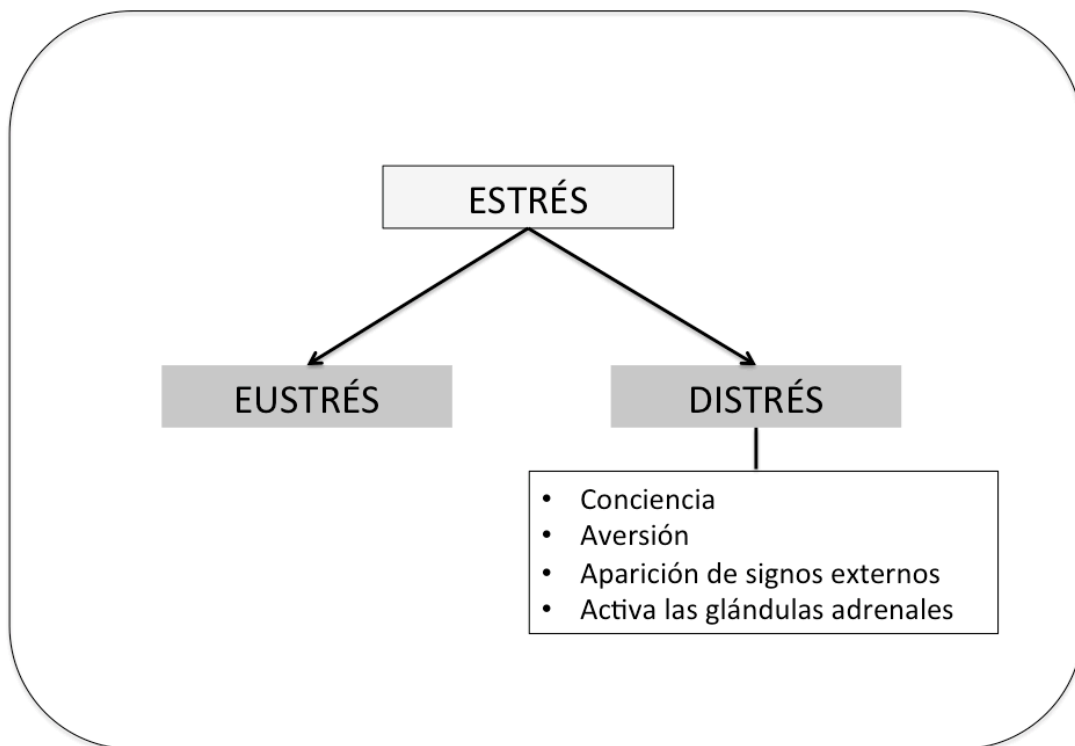 ESTRÉS
EUSTRÉS
DISTRÉS
• Conciencia
• Aversión
• Aparición de signos externos
• Activa las glándulas adrenales